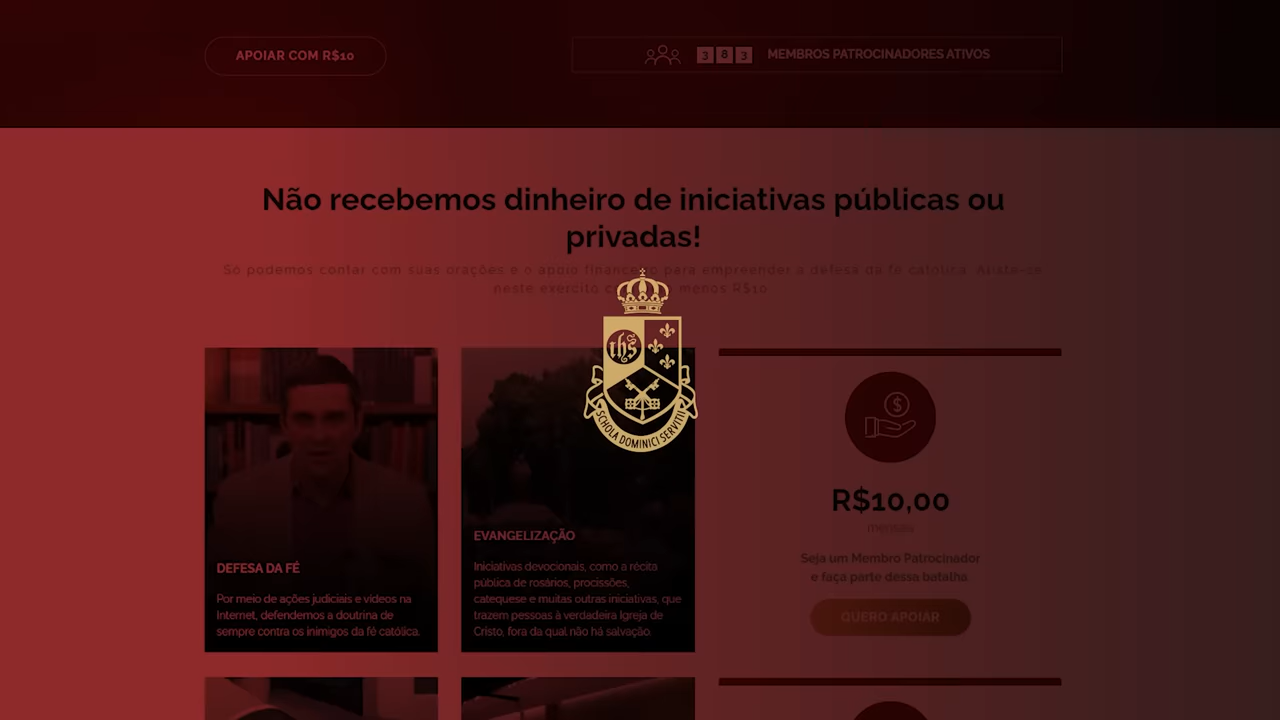 APOIAR COM R$10
3 8 3 MEMBROS PATROCINADORES ATIVOS
Não recebemos dinheiro de iniciativas públicas ou
privadas!
Só podemos contar com suas orações e o apoio financeiro para empreender a defesa da fé católica. Aliste-se
neste exército menos R$10
ihs
SCHOLA DOMINICI SERVITII
DEFESA DA FÉ
Por meio de ações judiciais e vídeos na
Internet, defendemos a doutrina de
sempre contra os inimigos da fé católica.
EVANGELIZAÇÃO
Iniciativas devocionais, como a récita
pública de rosários, procissões,
catequese e muitas outras iniciativas, que
trazem pessoas à verdadeira Igreja de
Cristo, fora da qual não há salvação.
$
R$10,00
mensais
Seja um Membro Patrocinador
e faça parte dessa batalha
QUERO APOIAR